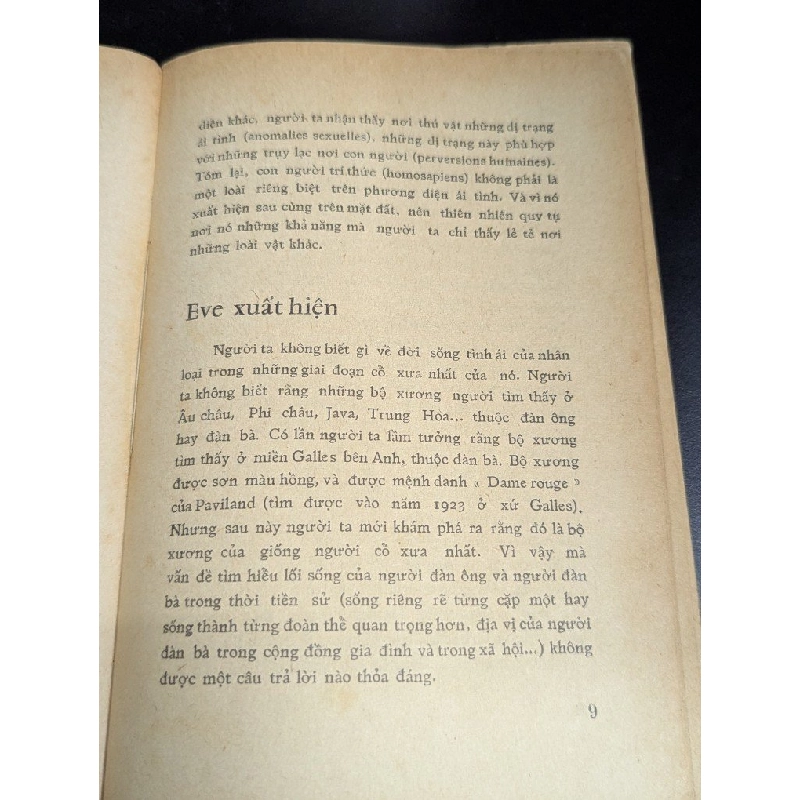 diện khác, người ta nhận thấy nơi thú vật những dị trạng
ái tình (anomalies sexuelles), những dị trạng này phù hợp
với những trụy lạc nơi con người (perversions humaines).
Tóm lại, con người trí thức (homosapiens) không phải là
một loài riêng biệt trên phương diện ái tình. Và vì nó
xuất hiện sau cùng trên mặt đất, nên thiên nhiên quy tụ
nơi nó những khả năng mà người ta chỉ thấy lẻ tẻ nơi
những loài vật khác.
Eve xuất hiện
Người ta không biết gì về đời sống tình ái của nhân
loại trong những giai đoạn cổ xưa nhất của nó. Người
ta không biết rằng những bộ xương người tìm thấy ở
Âu châu, Phi châu, Java, Trung Hoa... thuộc đàn ông
hay đàn bà. Có lần người ta lầm tưởng rằng bộ xương
tìm thấy ở miền Galles bên Anh, thuộc đàn bà. Bộ xương
được sơn màu hồng, và được mệnh danh « Dame rouge »
của Paviland (tìm được vào năm 1923 ở xứ Galles).
Nhưng sau này người ta mới khám phá ra rằng đó là bộ
xương của giống người cổ xưa nhất. Vì vậy mà
vấn đề tìm hiểu lối sống của người đàn ông và người đàn
bà trong thời tiền sử (sống riêng rẽ từng cặp một hay
sống thành từng đoàn thể quan trọng hơn, địa vị của người
đàn bà trong cộng đồng gia đình và trong xã hội...) không
được một câu trả lời nào thỏa đáng.
9